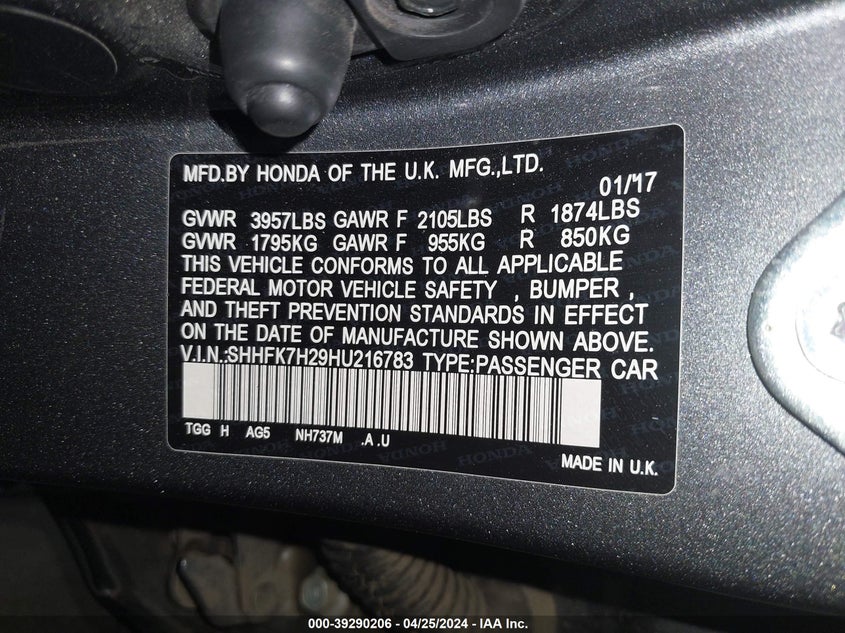 MFD.BY HONDA OF THE U.K. MFG.,LTD.
01/17
GVWR 3957LBS GAWR F 2105LBS R 1874LBS
GVWR 1795KG GAWR F 955KG R 850KG
THIS VEHICLE CONFORMS TO ALL APPLICABLE
FEDERAL MOTOR VEHICLE SAFETY , BUMPER ,
AND THEFT PREVENTION STANDARDS IN EFFECT
ON THE DATE OF MANUFACTURE SHOWN ABOVE.
V.I.N.:SHHFK7H29HU216783 TYPE:PASSENGER CAR
TGG H AG5 NH737M .A .U
MADE IN U.K.
000-39290206 - 04/25/2024 - IAA Inc.